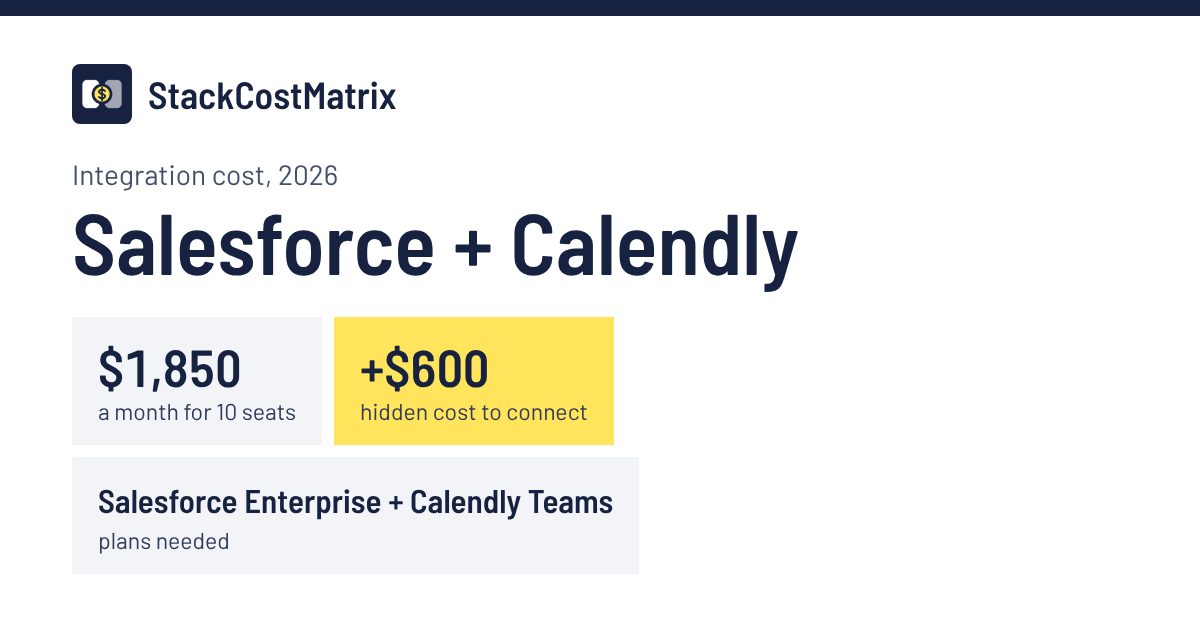 $
StackCostMatrix
Integration cost, 2026
Salesforce + Calendly
$1,850
a month for 10 seats
+$600
hidden cost to connect
Salesforce Enterprise + Calendly Teams
plans needed